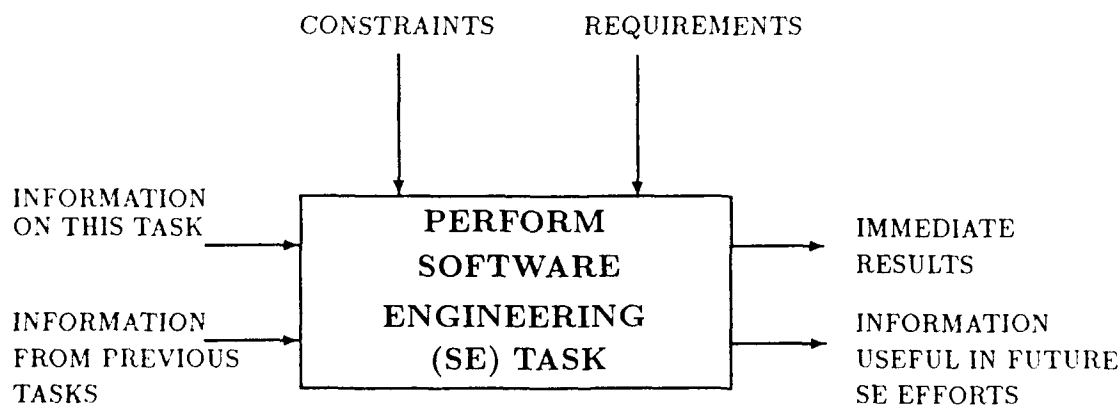 CONSTRAINTS
REQUIREMENTS
INFORMATION
ON THIS TASK
INFORMATION
FROM PREVIOUS
TASKS
PERFORM
SOFTWARE
ENGINEERING
(SE) TASK
IMMEDIATE
RESULTS
INFORMATION
USEFUL IN FUTURE
SE EFFORTS